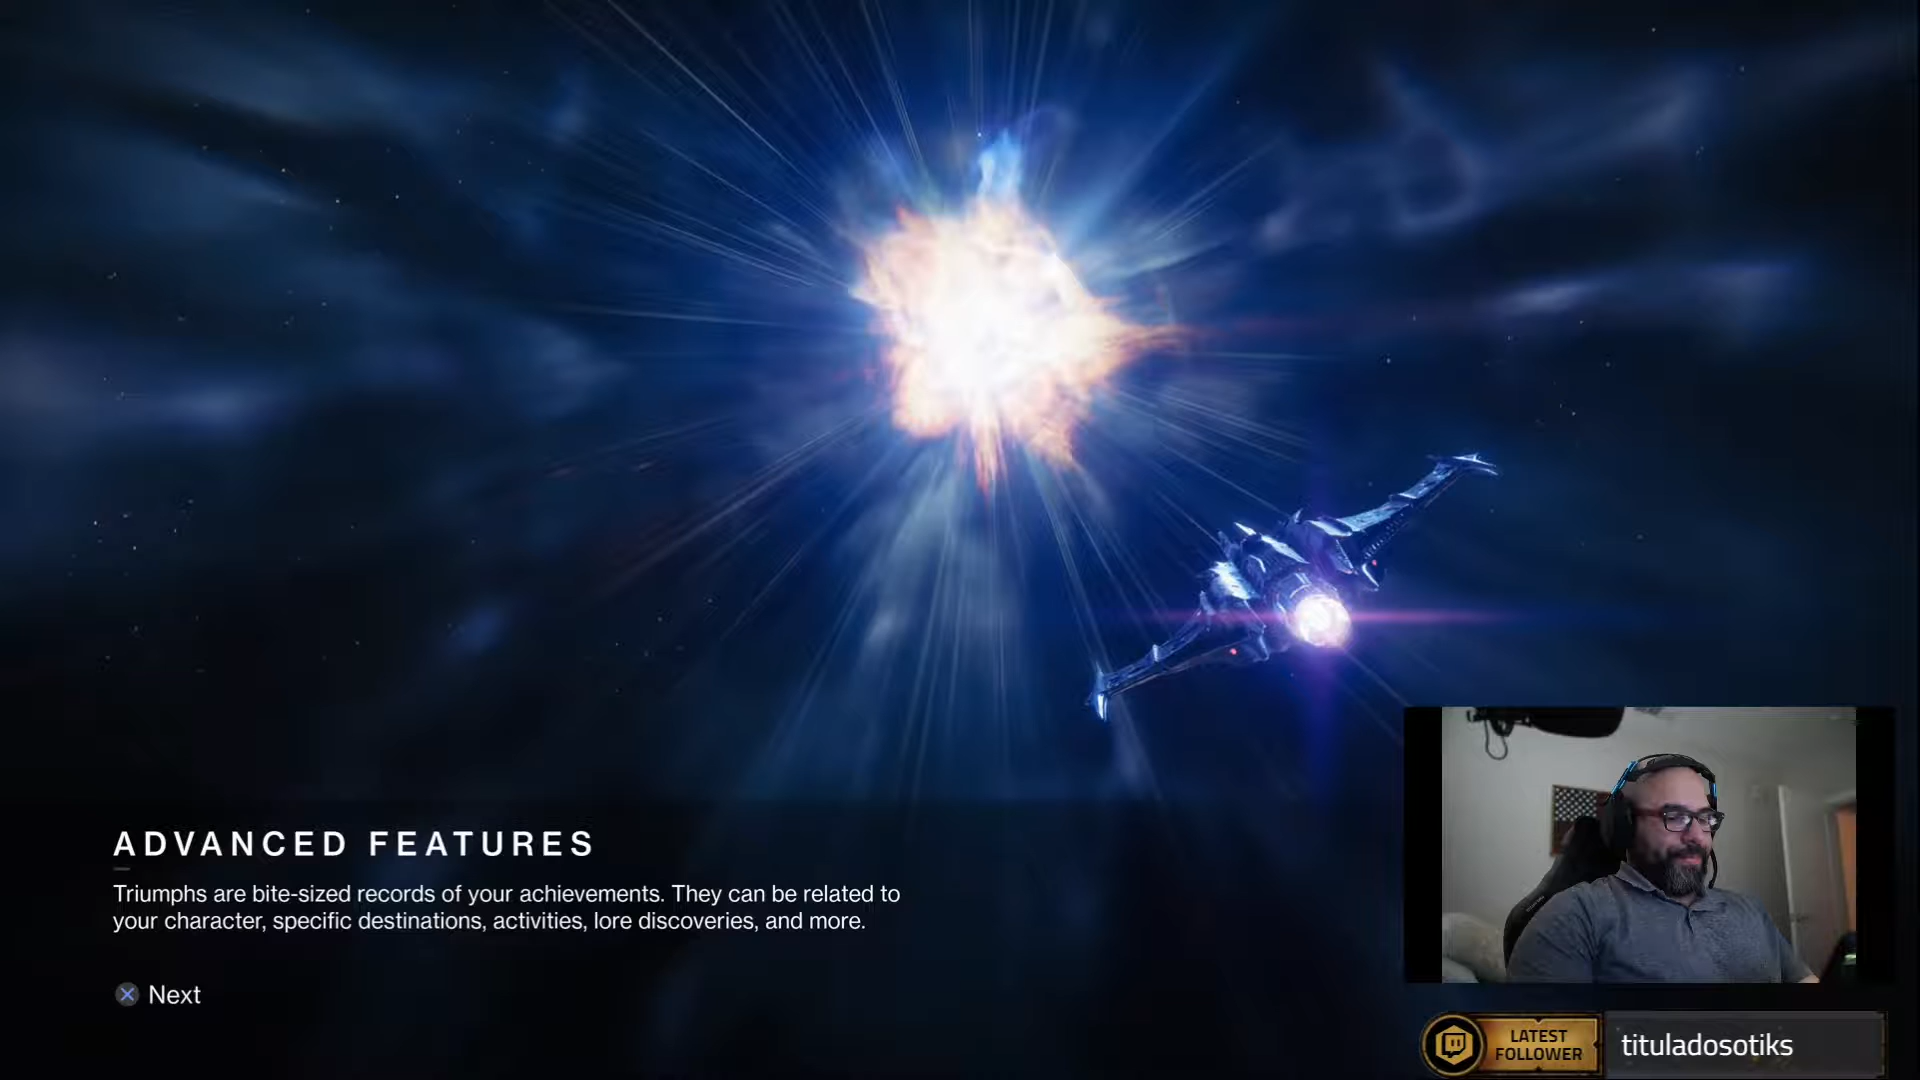 ADVANCED FEATURES
Triumphs are bite-sized records of your achievements. They can be related to
your character, specific destinations, activities, lore discoveries, and more.
Next
LATEST
FOLLOWER
tituladosotiks